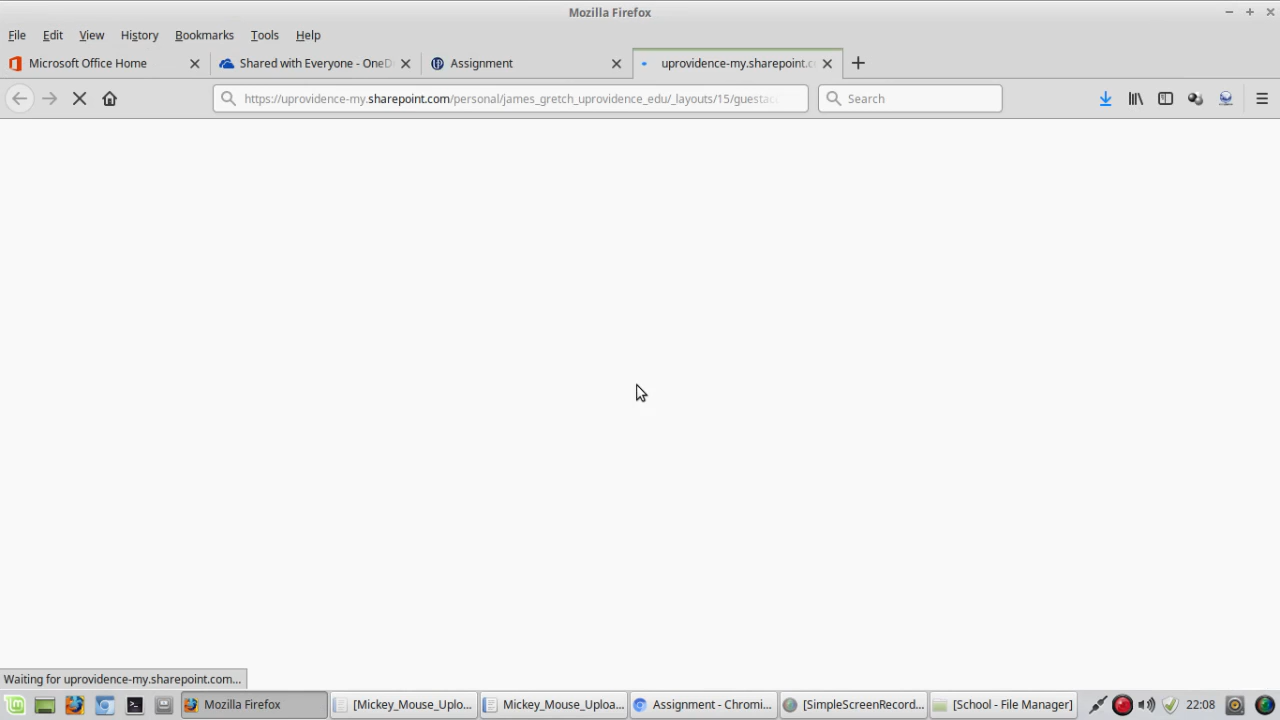 Mozilla Firefox
File Edit View History Bookmarks Tools Help
Microsoft Office Home Shared with Everyone - OneD Assignment uprovidence-my.sharepoint.c
https://uprovidence-my.sharepoint.com/personal/james_gretch_uprovidence_edu/_layouts/15/guestac Search
Waiting for uprovidence-my.sharepoint.com...
Mozilla Firefox [Mickey_Mouse_Uplo... Mickey_Mouse_Uploa... Assignment - Chromi... [SimpleScreenRecord... [School - File Manager] 22:08